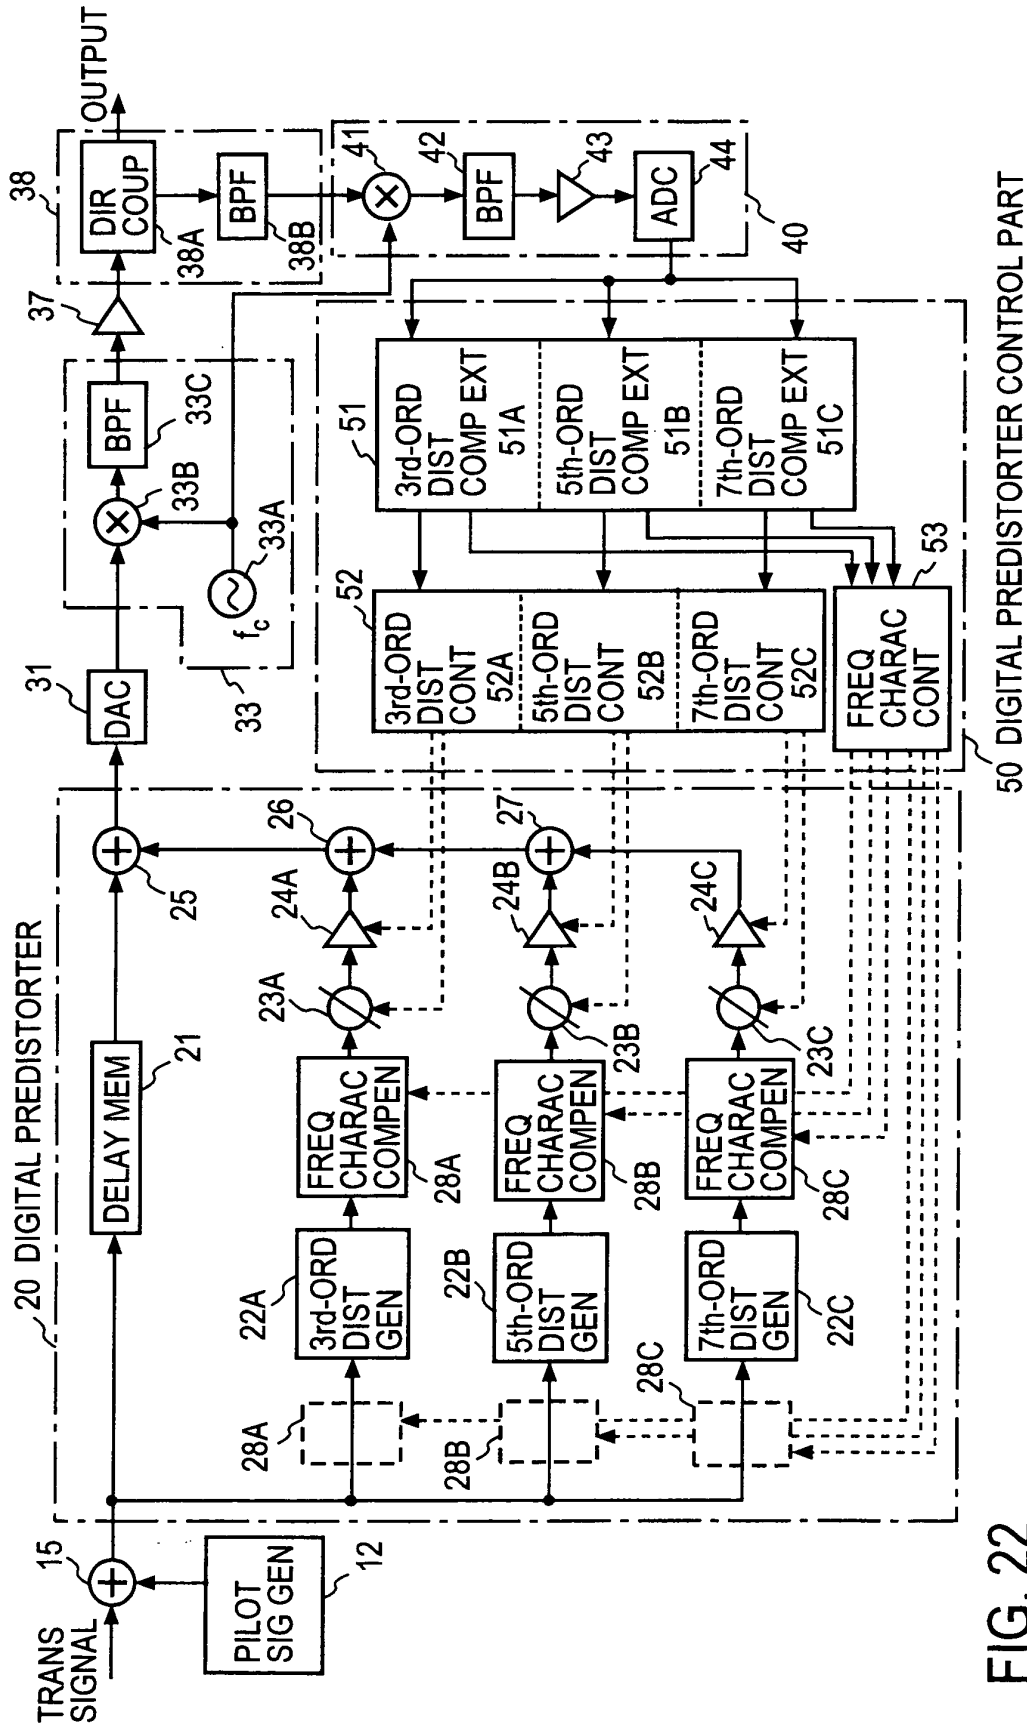 TRANS
SIGNAL
15
PILOT
SIG GEN
12
20 DIGITAL PREDISTORTER
DELAY MEM
21
25
28A
3rd-ORD
DIST
GEN
22A
FREQ
CHARAC
COMPEN
28A
23A
24A
26
28B
5th-ORD
DIST
GEN
22B
FREQ
CHARAC
COMPEN
28B
23B
24B
27
28C
7th-ORD
DIST
GEN
22C
FREQ
CHARAC
COMPEN
28C
23C
24C
DAC
31
33
fc
33A
33B
BPF
33C
37
38
DIR
COUP
38A
BPF
38B
OUTPUT
41
42
BPF
43
ADC
44
40
51
3rd-ORD
DIST
COMP EXT
51A
5th-ORD
DIST
COMP EXT
51B
7th-ORD
DIST
COMP EXT
51C
52
3rd-ORD
DIST
CONT
52A
5th-ORD
DIST
CONT
52B
7th-ORD
DIST
CONT
52C
FREQ
CHARAC
CONT
53
50 DIGITAL PREDISTORTER CONTROL PART
FIG. 22